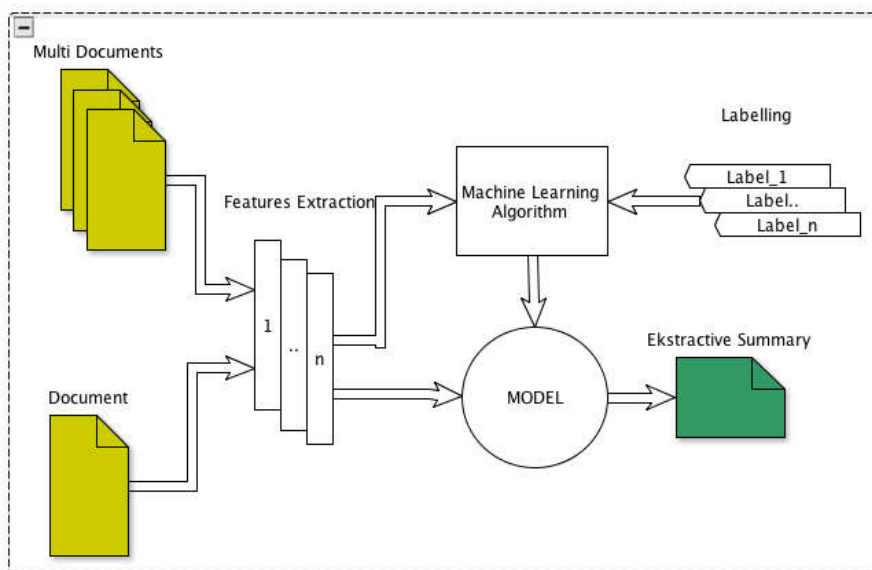 Multi Documents
Labelling
Label_1
Label..
Label_n
Machine Learning
Algorithm
Features Extraction
1
..
n
Ekstractive Summary
Document
MODEL